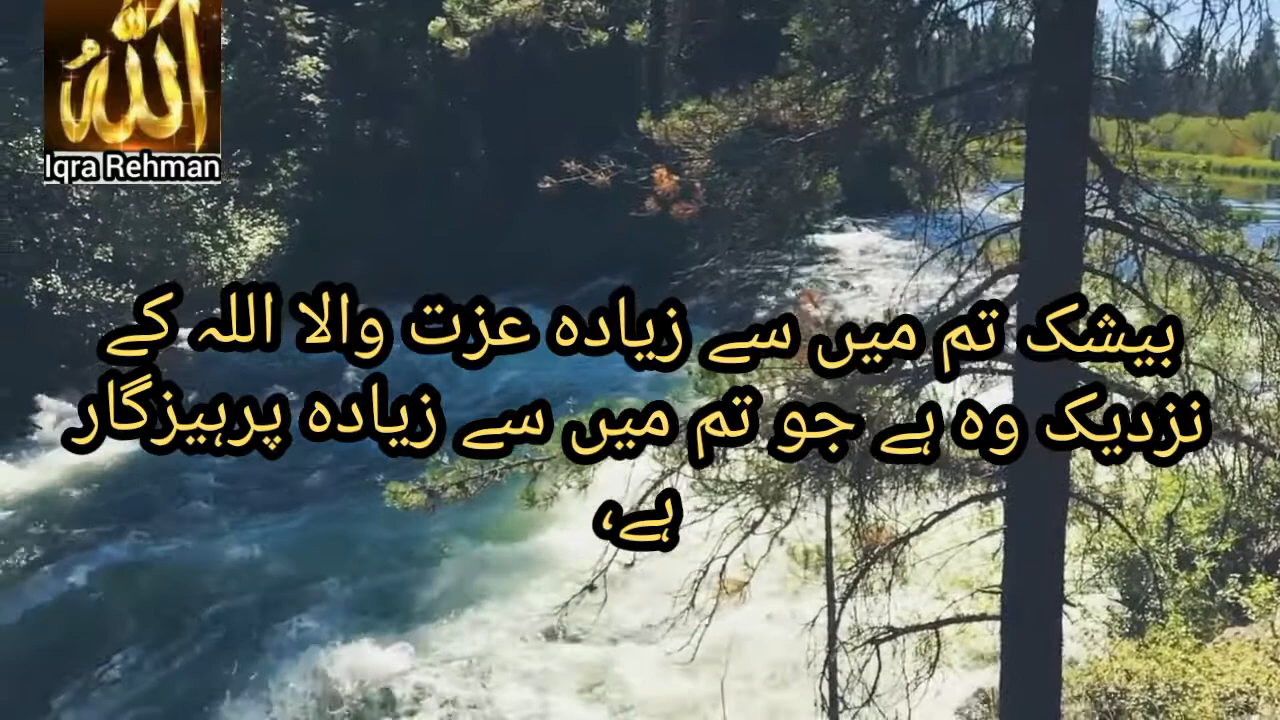 اللهُ
Iqra Rehman
بیشک تم میں سے زیادہ عزت والا اللہ کے
نزدیک وہ ہے جو تم میں سے زیادہ پرہیزگار
ہے،